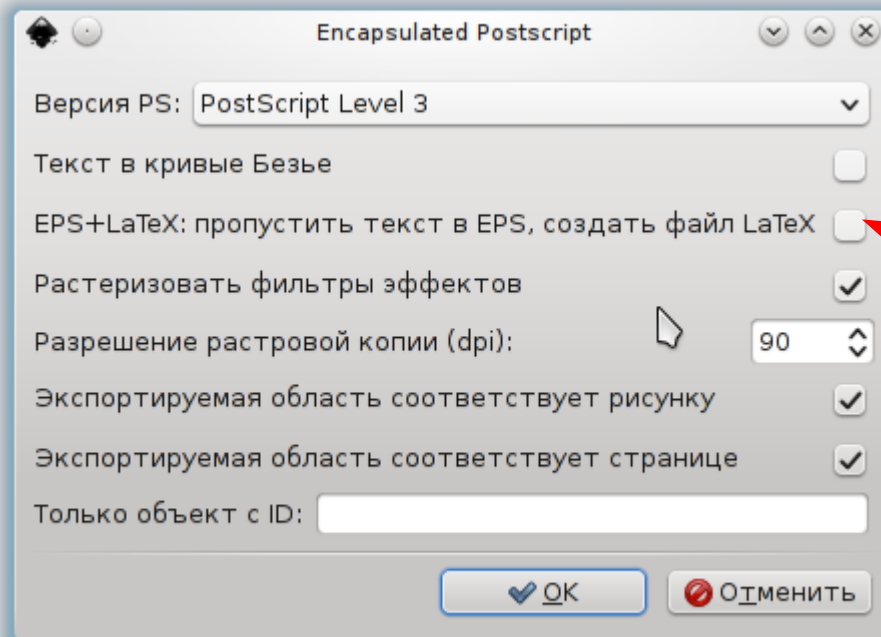 Encapsulated Postscript
Версия PS: PostScript Level 3
Текст в кривые Безье
EPS+LaTeX: пропустить текст в EPS, создать файл LaTeX
Растеризовать фильтры эффектов
Разрешение растровой копии (dpi): 90
Экспортируемая область соответствует рисунку
Экспортируемая область соответствует странице
Только объект с ID:
OK Отменить